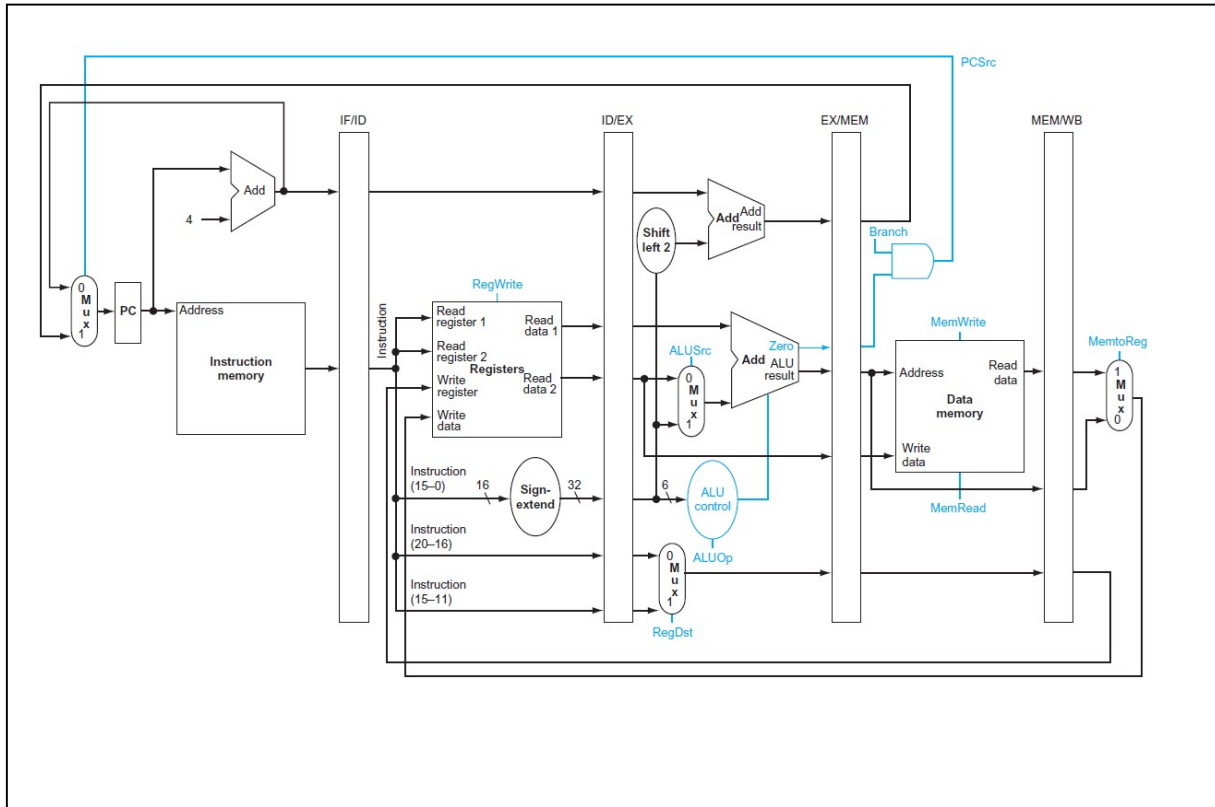 PCSrc
IF/ID
ID/EX
EX/MEM
MEM/WB
Add
4
Shift
left 2
Add
Add
result
Branch
0
M
u
x
1
PC
Address
Instruction
memory
Instruction
RegWrite
Read
register 1
Read
register 2
Registers
Write
register
Write
data
Read
data 1
Read
data 2
ALUSrc
0
M
u
x
1
Add
Zero
ALU
result
MemWrite
Address
Read
data
Data
memory
Write
data
MemRead
MemtoReg
1
M
u
x
0
Instruction
(15–0)
16
Sign-
extend
32
6
ALU
control
ALUOp
Instruction
(20–16)
Instruction
(15–11)
0
M
u
x
1
RegDst